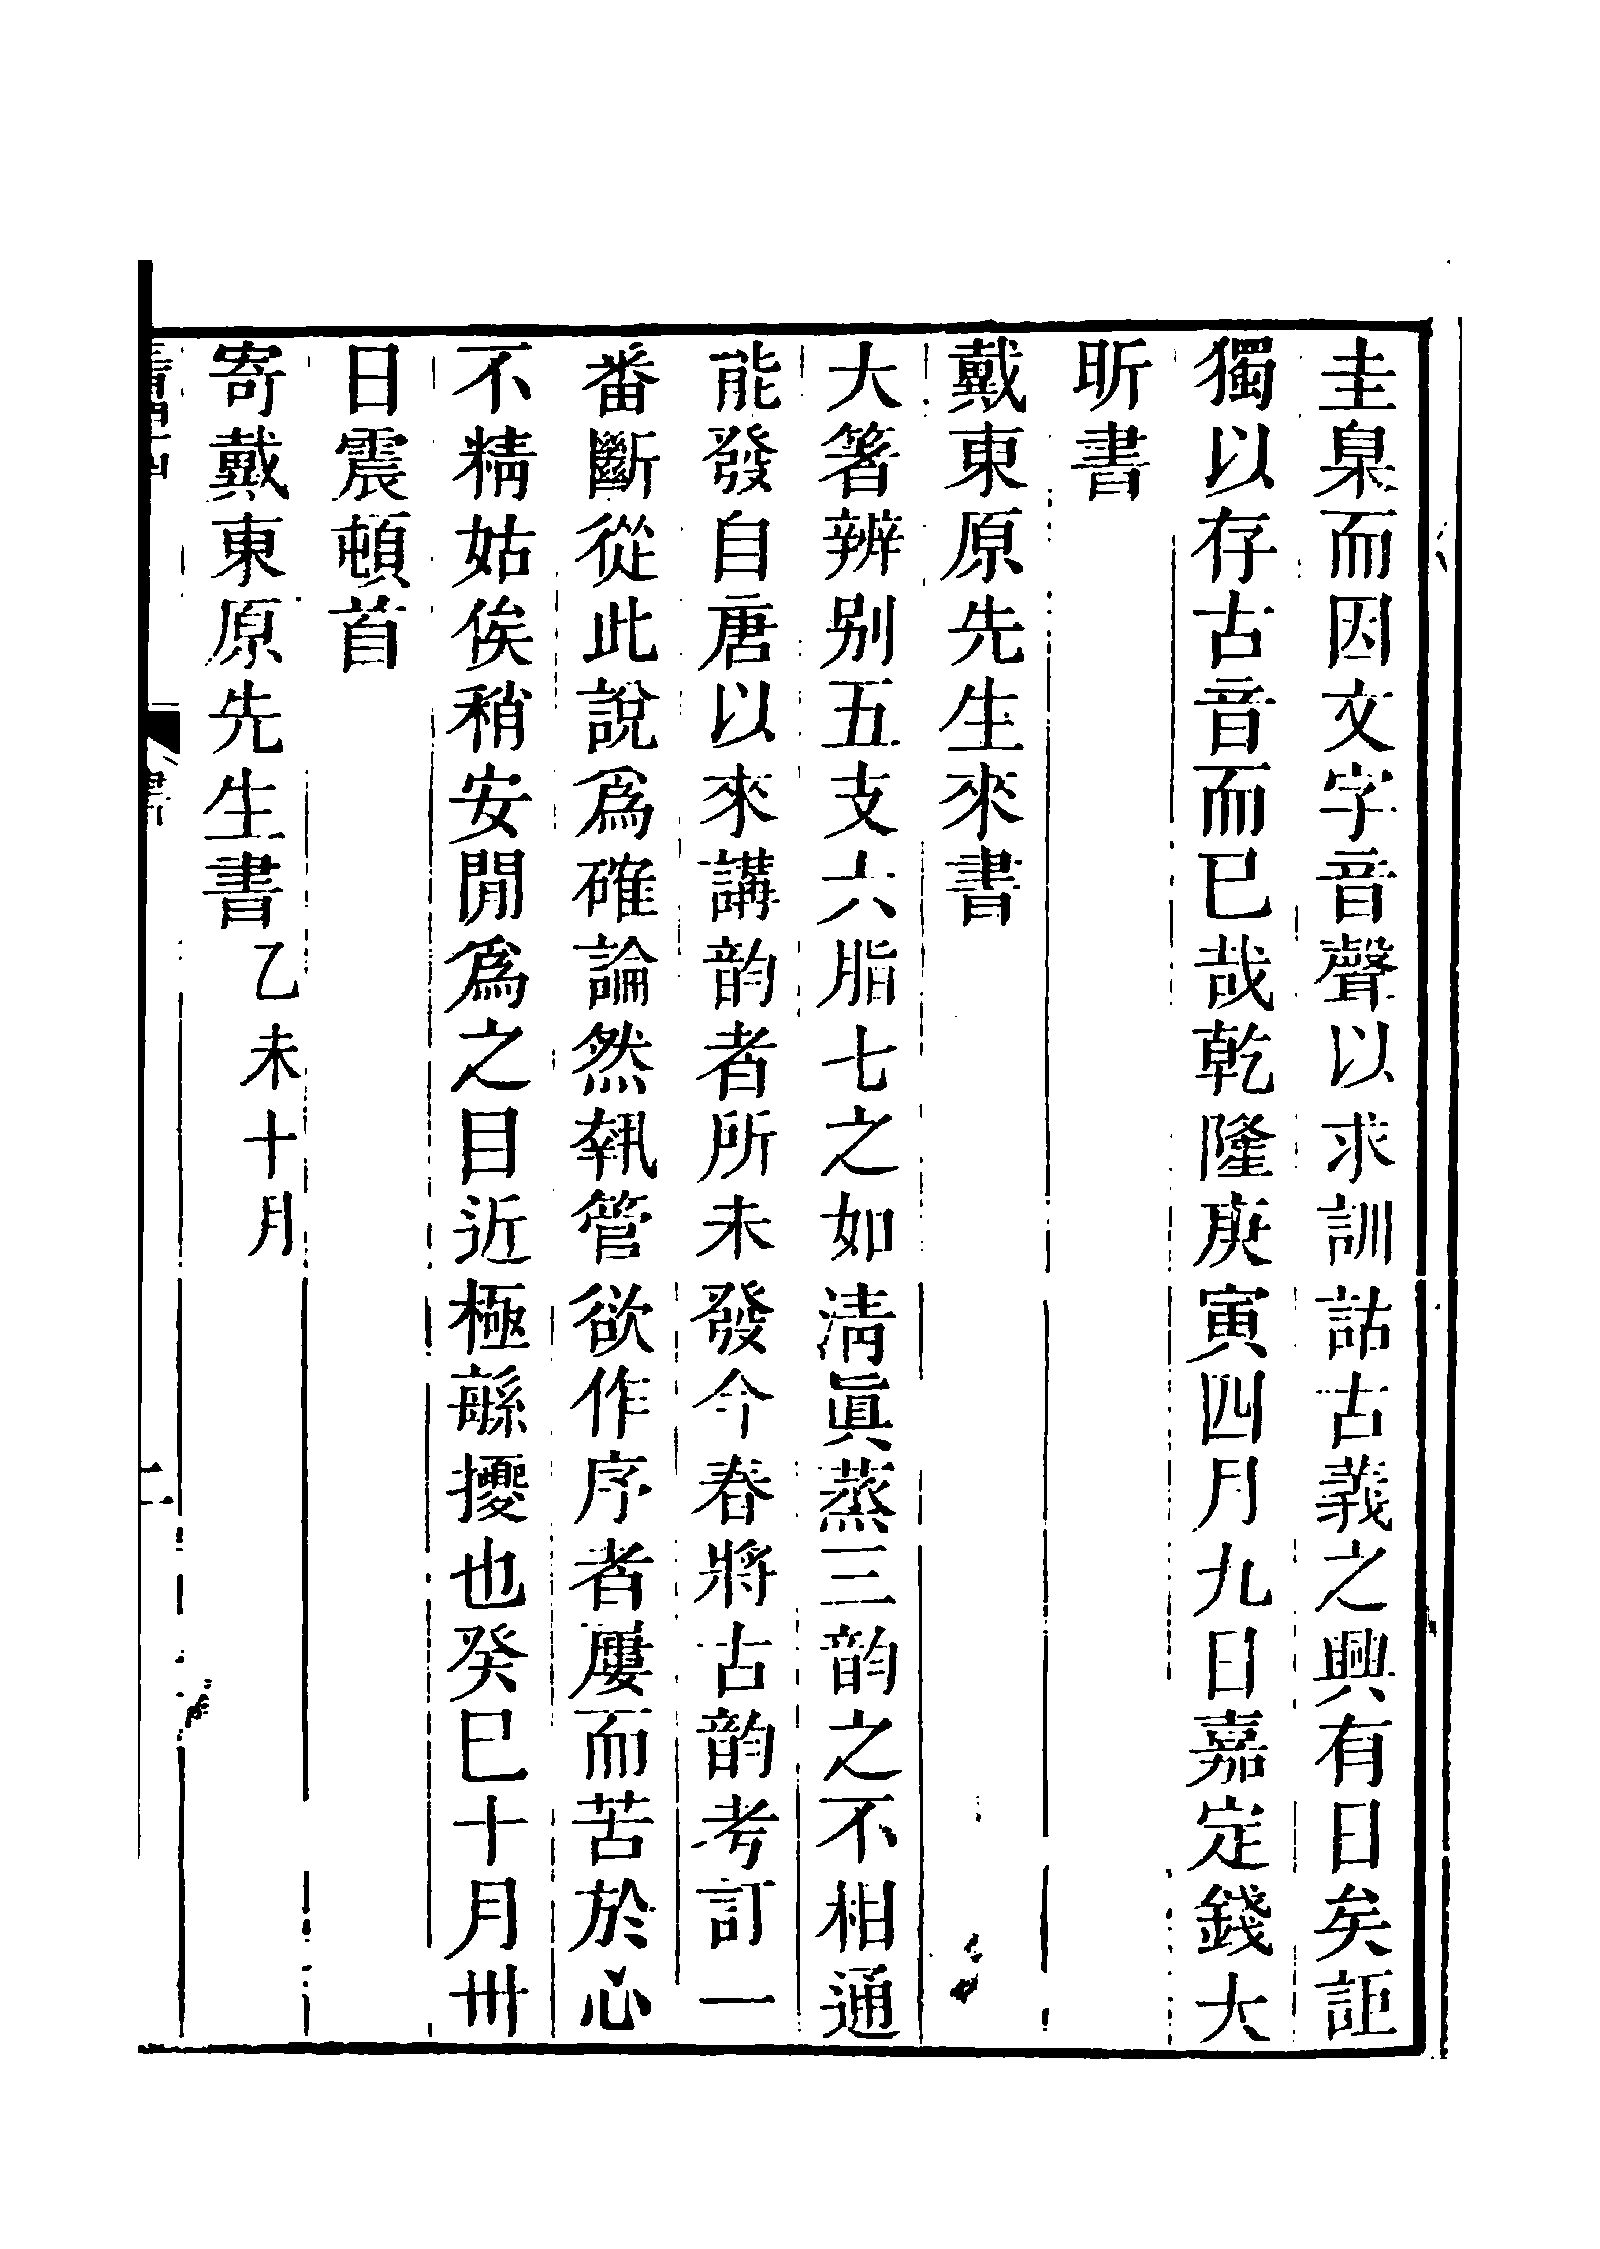 圭臬而因文字音聲以求訓詁古義之興有日矣詎
獨以存古音而已哉乾隆庚寅四月九日嘉定錢大
昕書
戴東原先生來書
大箸辨别五支六脂七之如清眞蒸三韵之不相通
能發自唐以來講韵者所未發今春將古韵考訂一
番斷從此說爲確論然執管欲作序者屢而苦於心
不精姑俟稍安閒爲之目近極繇擾也癸巳十月卅
日震頓首
寄戴東原先生書乙未十月